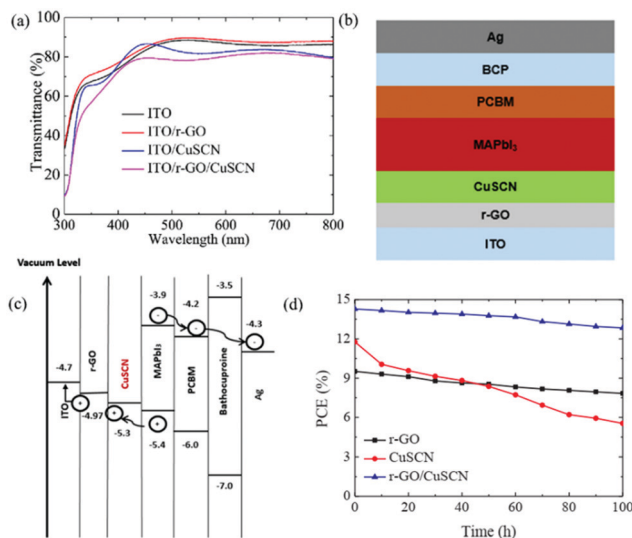 (a)
100
80
60
40
20
0
Transmittance (%)
ITO
ITO/r-GO
ITO/CuSCN
ITO/r-GO/CuSCN
300 400 500 600 700 800
Wavelength (nm)
(b)
Ag
BCP
PCBM
MAPbI₃
CuSCN
r-GO
ITO
(c)
Vacuum Level
-4.7
ITO
r-GO
-4.97
CuSCN
-5.3
-3.9
MAPbI₃
-5.4
-4.2
PCBM
-6.0
-3.5
Bathocuproine
-7.0
-4.3
Ag
(d)
15
12
9
6
3
0
PCE (%)
r-GO
CuSCN
r-GO/CuSCN
0 20 40 60 80 100
Time (h)